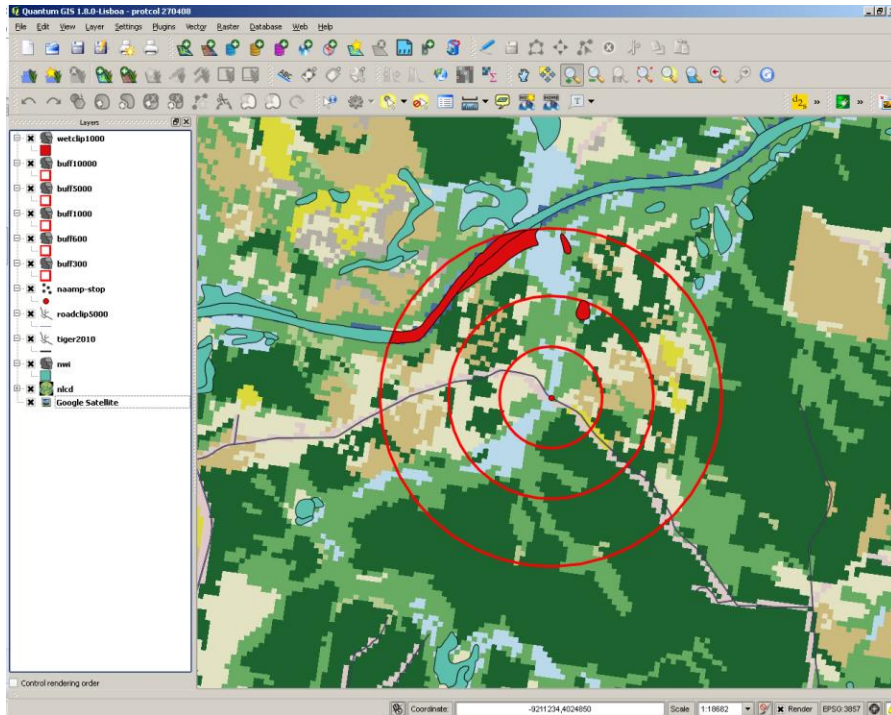 Quantum GIS 1.8.0-Lisboa - protcol 270408
File Edit View Layer Settings Plugins Vector Raster Database Web Help
Layers
wetclip1000
buff10000
buff5000
buff1000
buff600
buff300
naamp-stop
roadclip5000
tiger2010
nwi
nlcd
Google Satellite
Control rendering order
Coordinate: -9211234,4024850 Scale 1:18682 Render EPSG:3857